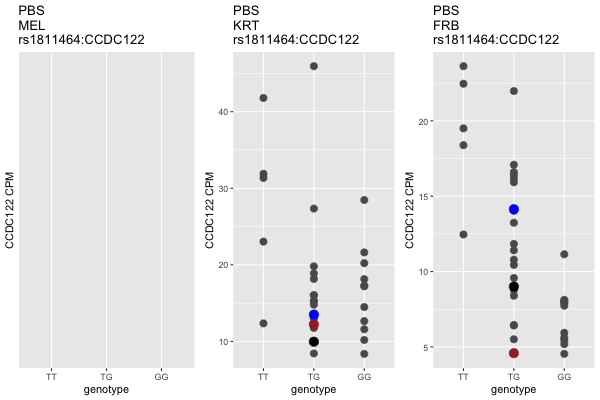 PBS
MEL
rs1811464:CCDC122
CCDC122 CPM
TT TG GG
genotype
PBS
KRT
rs1811464:CCDC122
CCDC122 CPM
40
30
20
10
TT TG GG
genotype
PBS
FRB
rs1811464:CCDC122
CCDC122 CPM
20
15
10
5
TT TG GG
genotype